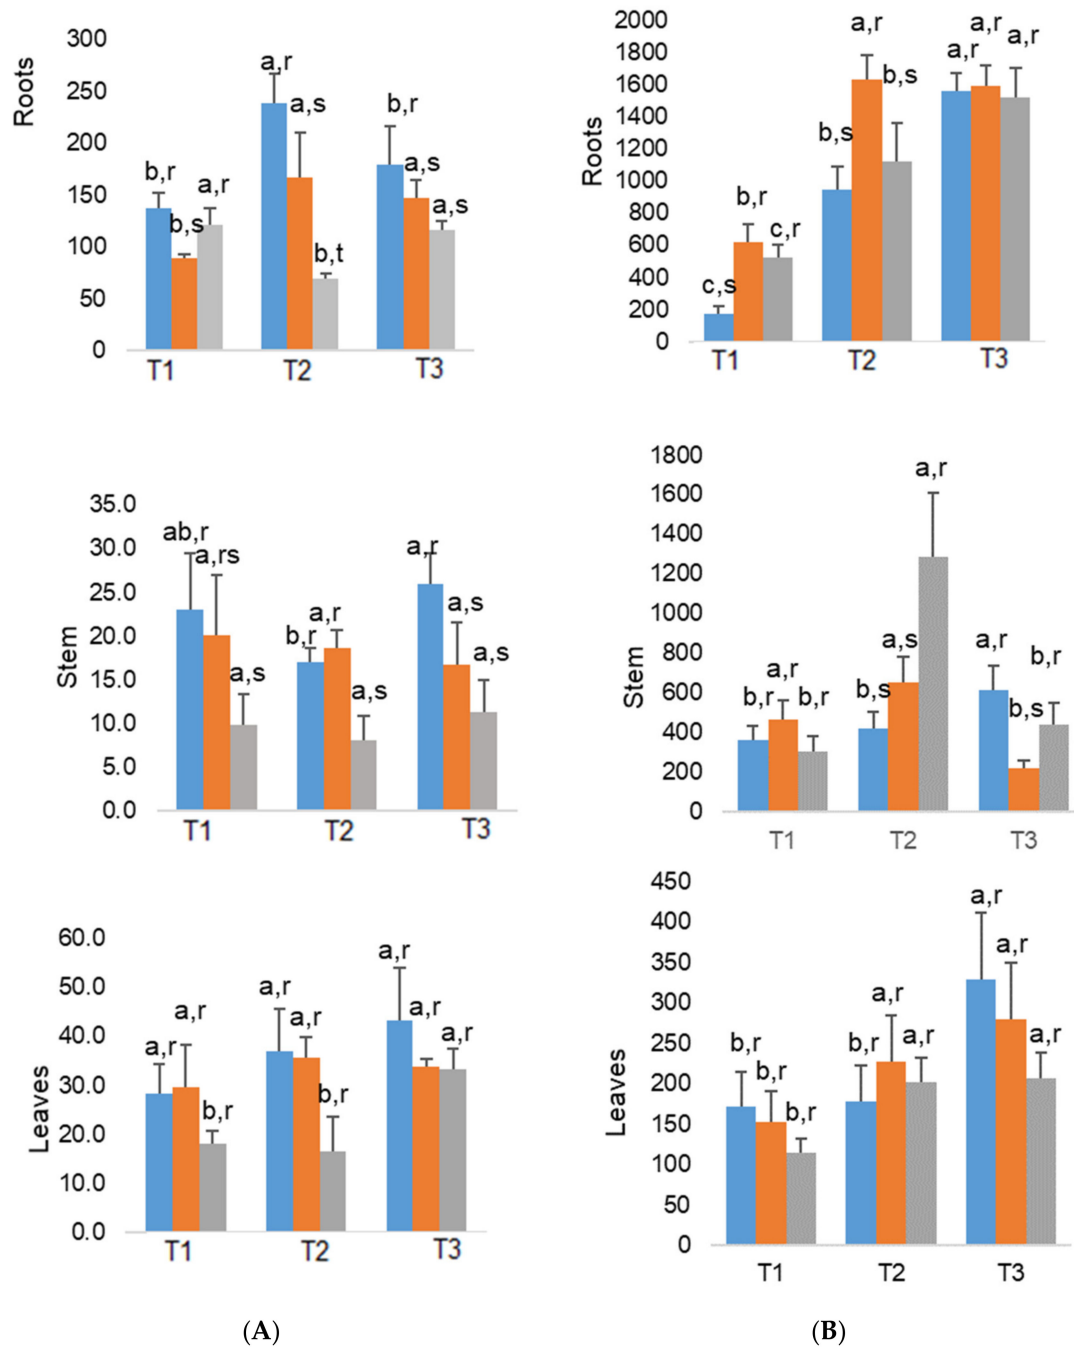 Roots
300
250
200
150
100
50
0
b,r
b,s
a,r
a,r
a,s
b,t
b,r
a,s
a,s
T1 T2 T3
Roots
2000
1800
1600
1400
1200
1000
800
600
400
200
0
c,s
b,r
c,r
b,s
a,r
b,s
a,r
a,r
a,r
T1 T2 T3
Stem
35.0
30.0
25.0
20.0
15.0
10.0
5.0
0.0
ab,r
a,rs
a,s
b,r
a,r
a,s
a,r
a,s
a,s
T1 T2 T3
Stem
1800
1600
1400
1200
1000
800
600
400
200
0
b,r
a,r
b,r
b,s
a,s
a,r
a,r
b,s
b,r
T1 T2 T3
Leaves
60.0
50.0
40.0
30.0
20.0
10.0
0.0
a,r
a,r
b,r
a,r
a,r
b,r
a,r
a,r
a,r
T1 T2 T3
Leaves
450
400
350
300
250
200
150
100
50
0
b,r
b,r
b,r
b,r
a,r
a,r
a,r
a,r
a,r
T1 T2 T3
(A) (B)